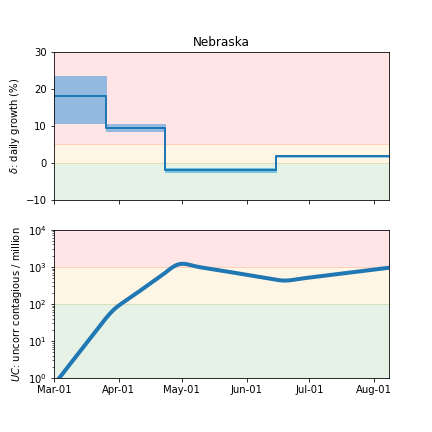 Nebraska
δ: daily growth (%)
30
20
10
0
−10
UC: uncorr contagious / million
10⁴
10³
10²
10¹
10⁰
Mar-01 Apr-01 May-01 Jun-01 Jul-01 Aug-01